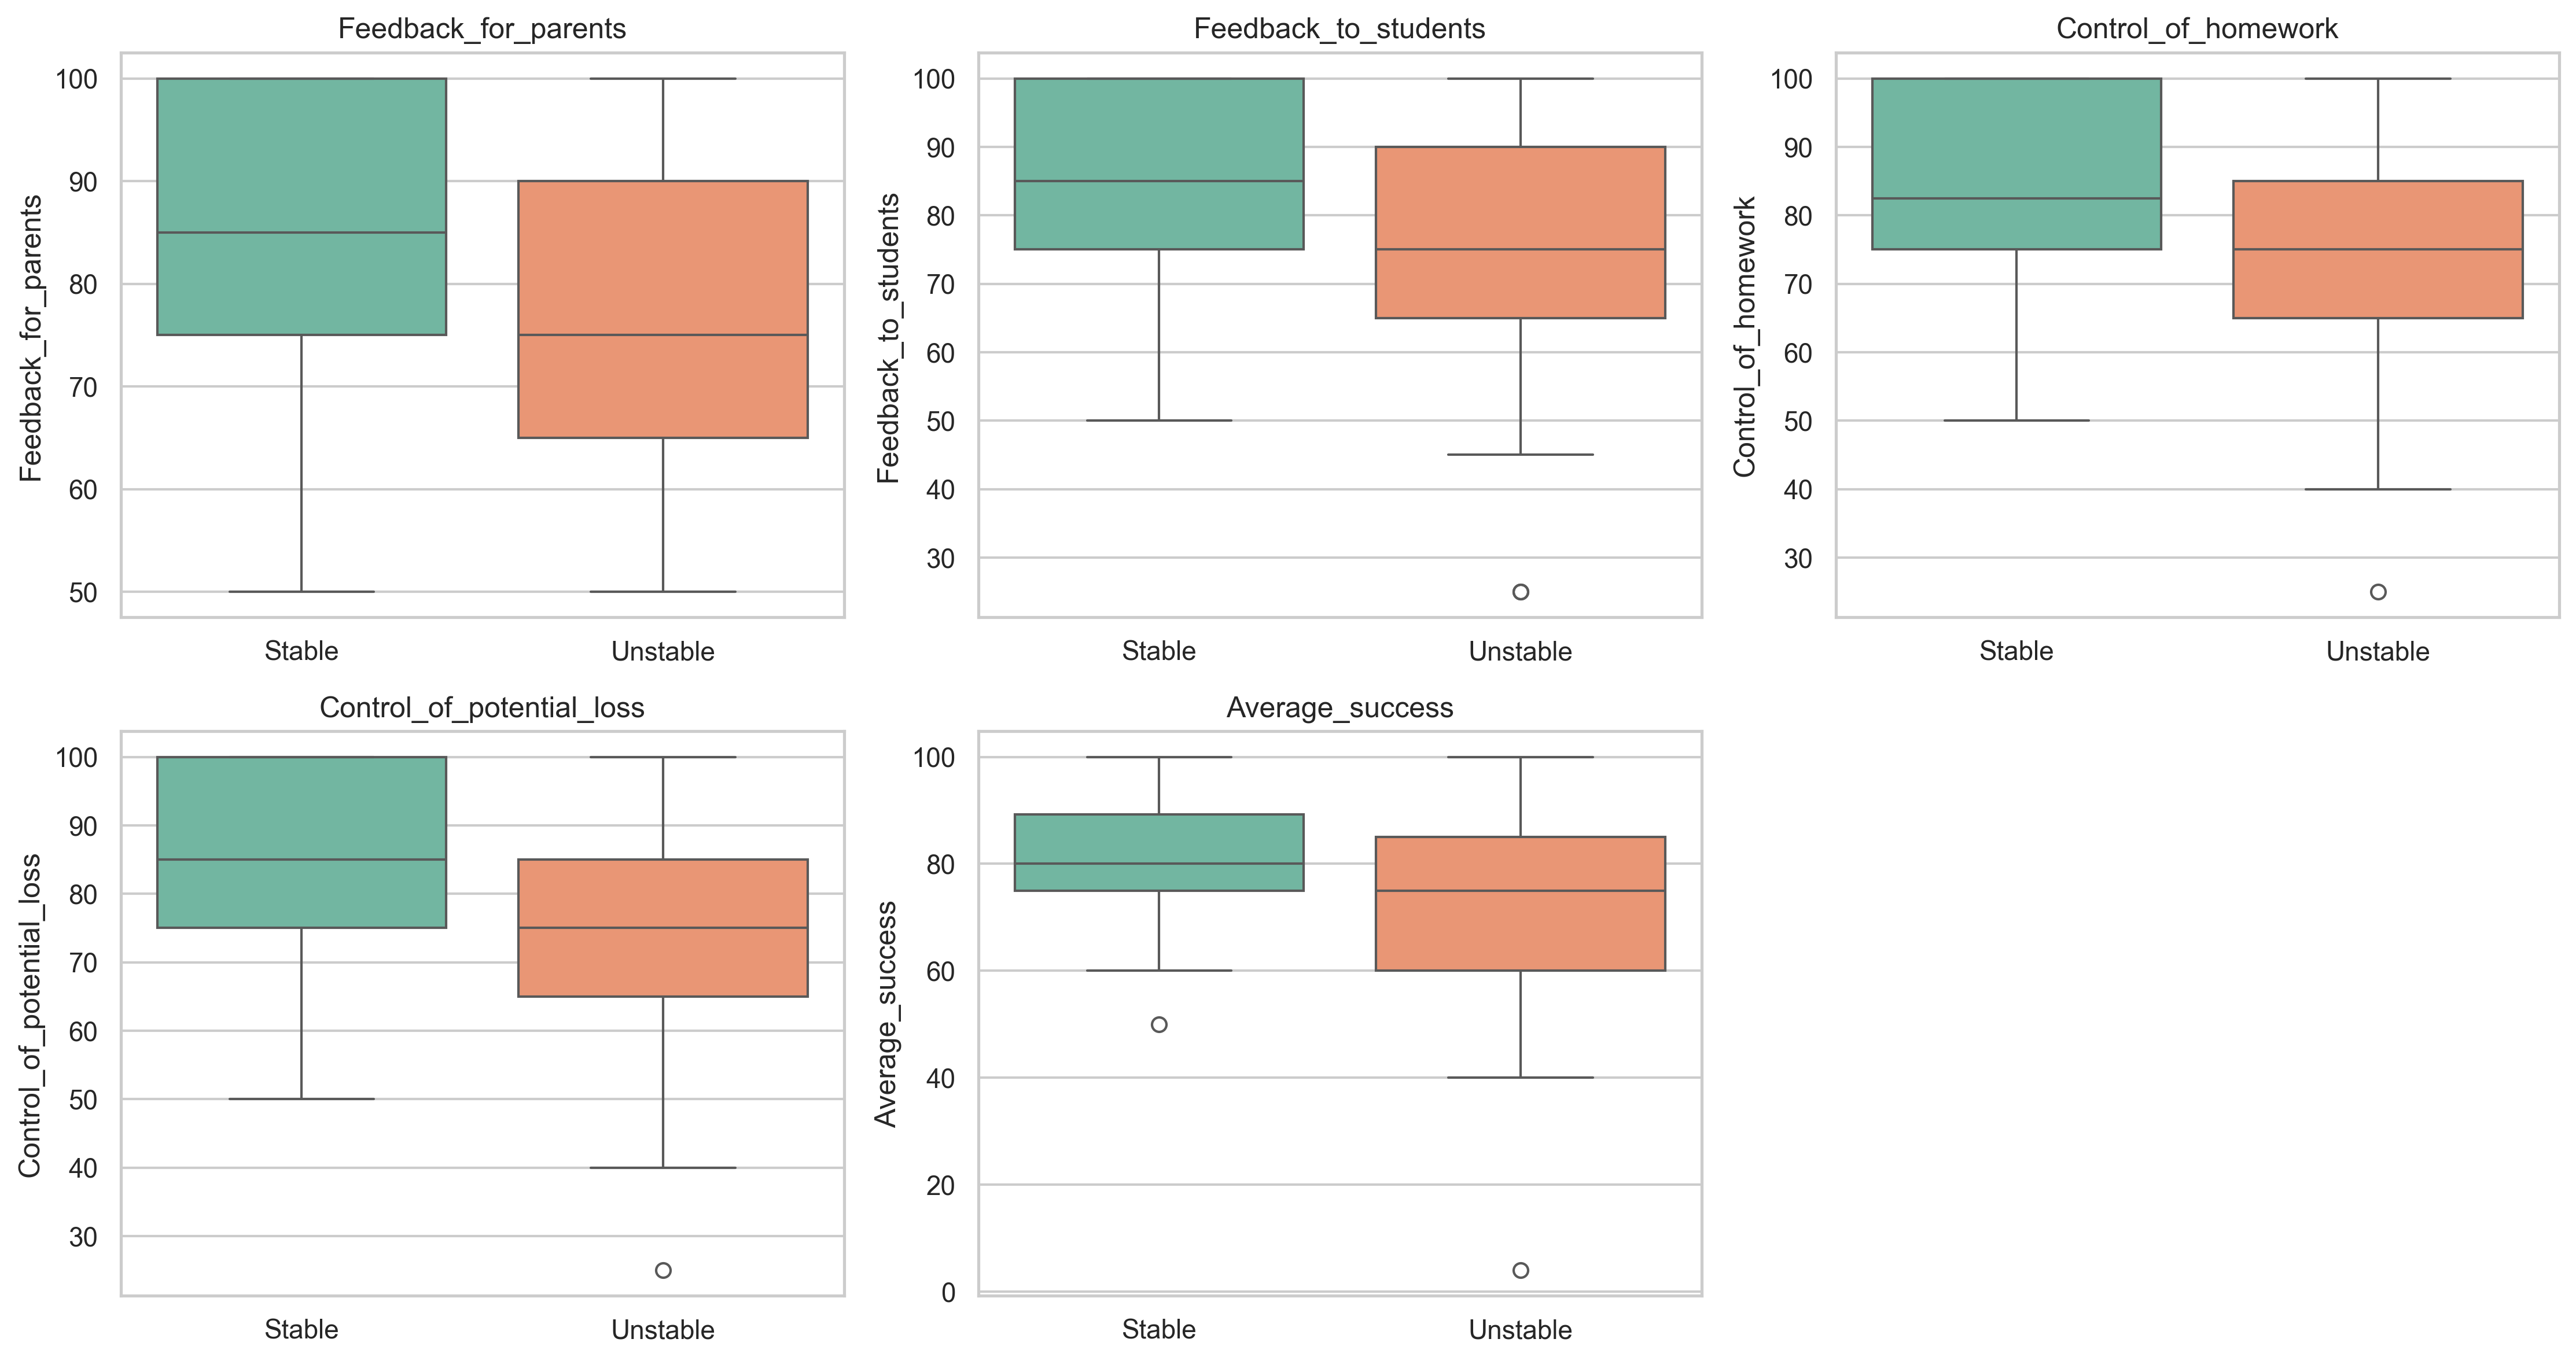 Feedback_for_parents
Feedback_for_parents
100
90
80
70
60
50
Stable Unstable
Feedback_to_students
Feedback_to_students
100
90
80
70
60
50
40
30
Stable Unstable
Control_of_homework
Control_of_homework
100
90
80
70
60
50
40
30
Stable Unstable
Control_of_potential_loss
Control_of_potential_loss
100
90
80
70
60
50
40
30
Stable Unstable
Average_success
Average_success
100
80
60
40
20
0
Stable Unstable